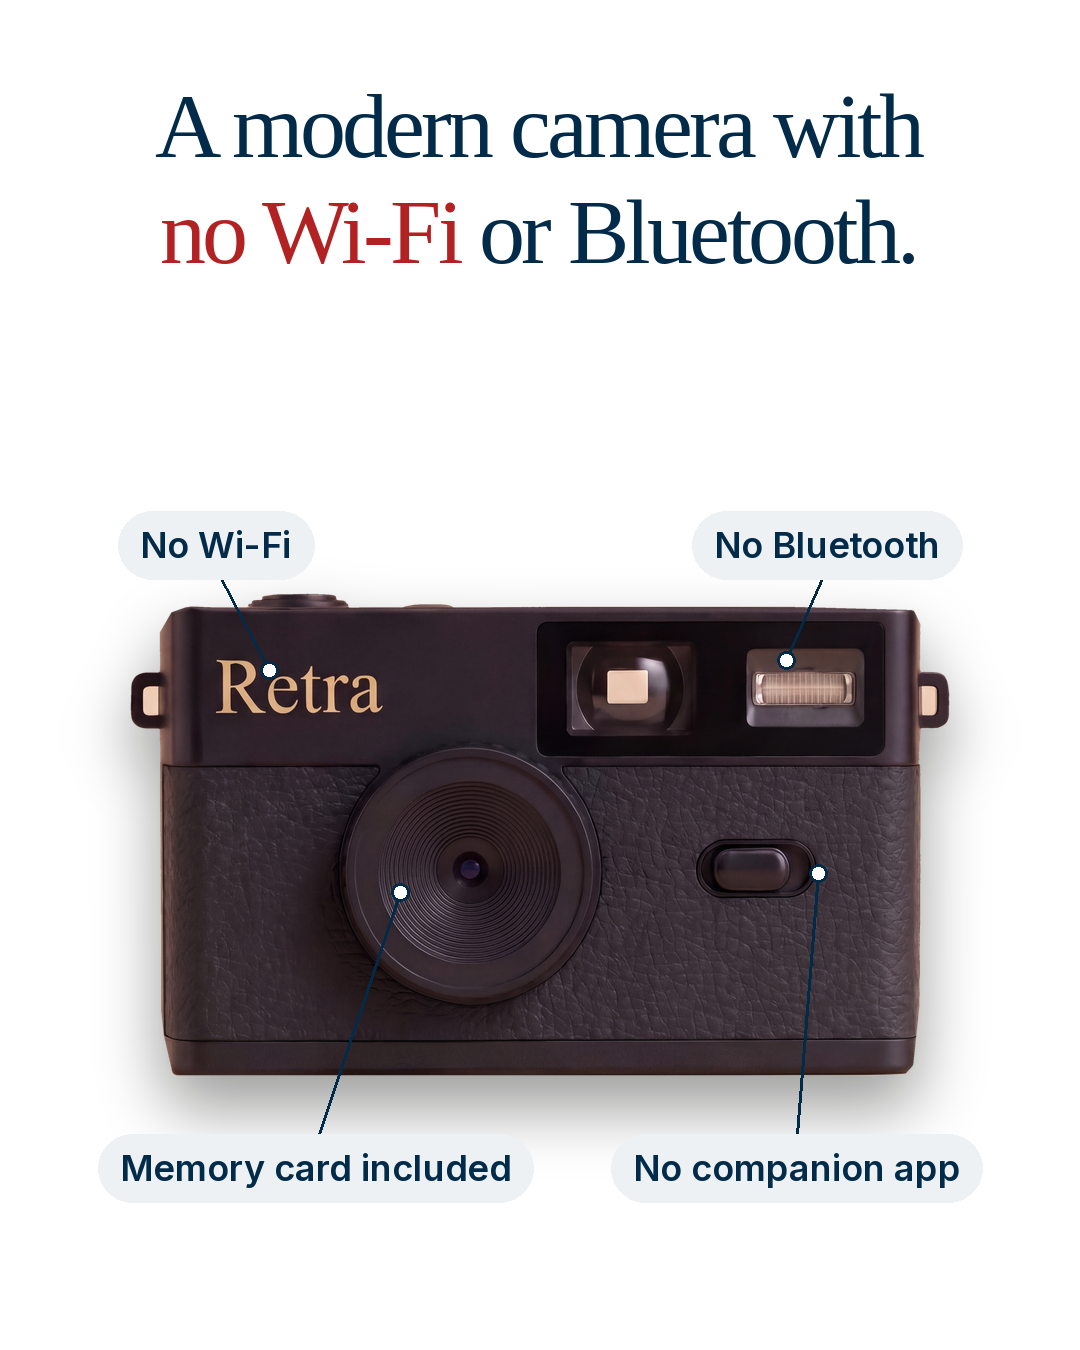 A modern camera with
no Wi-Fi or Bluetooth.
No Wi-Fi
No Bluetooth
Retra
Memory card included
No companion app